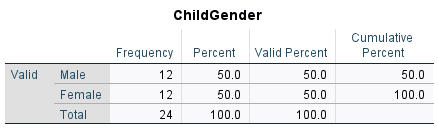 ChildGender
Frequency Percent Valid Percent Cumulative Percent
Valid Male 12 50.0 50.0 50.0
Female 12 50.0 50.0 100.0
Total 24 100.0 100.0